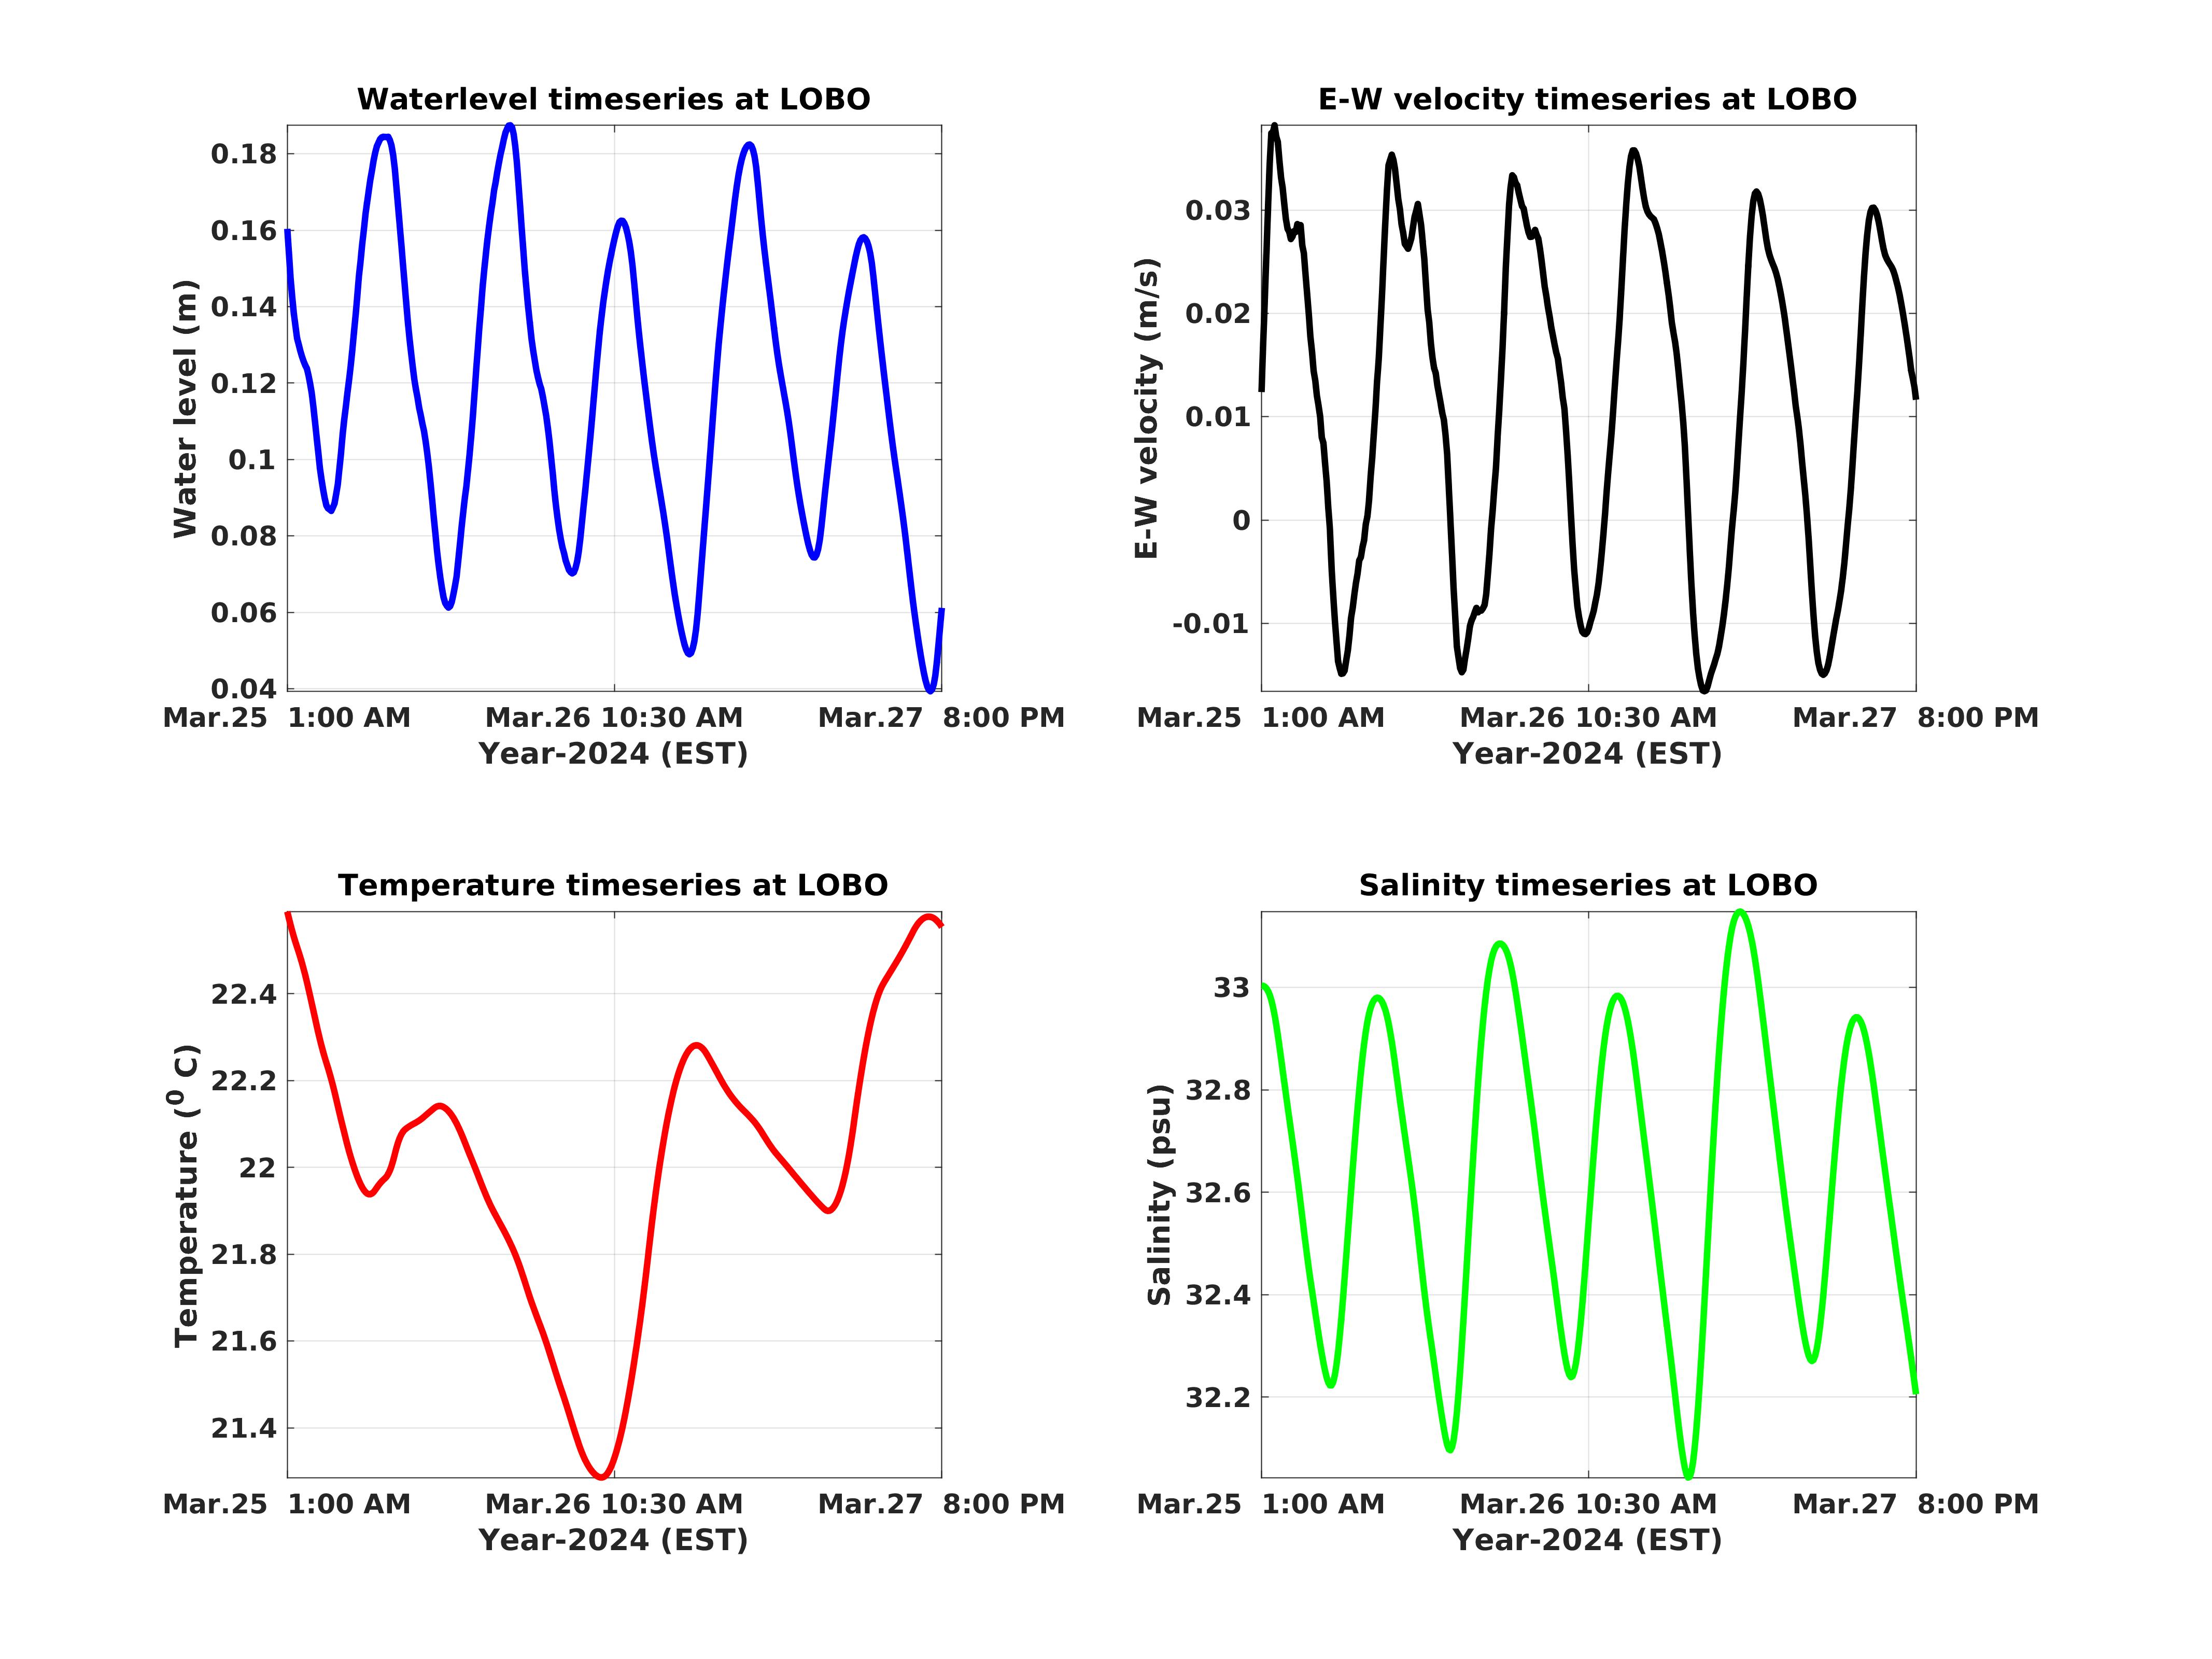 Waterlevel timeseries at LOBO
Water level (m)
0.18
0.16
0.14
0.12
0.1
0.08
0.06
0.04
Mar.25 1:00 AM Mar.26 10:30 AM Mar.27 8:00 PM
Year-2024 (EST)
E-W velocity timeseries at LOBO
E-W velocity (m/s)
0.03
0.02
0.01
0
-0.01
Mar.25 1:00 AM Mar.26 10:30 AM Mar.27 8:00 PM
Year-2024 (EST)
Temperature timeseries at LOBO
Temperature (⁰ C)
22.4
22.2
22
21.8
21.6
21.4
Mar.25 1:00 AM Mar.26 10:30 AM Mar.27 8:00 PM
Year-2024 (EST)
Salinity timeseries at LOBO
Salinity (psu)
33
32.8
32.6
32.4
32.2
Mar.25 1:00 AM Mar.26 10:30 AM Mar.27 8:00 PM
Year-2024 (EST)